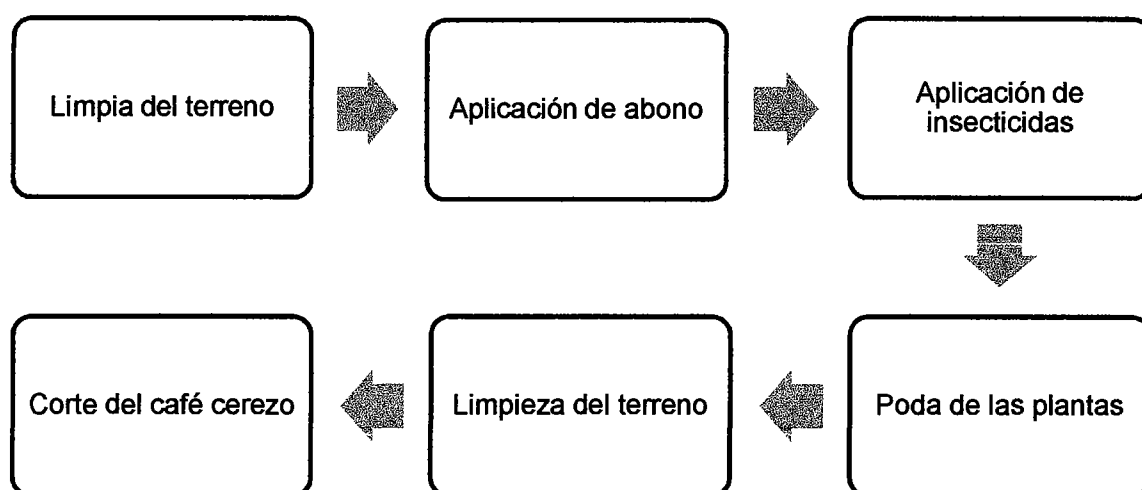 Limpia del terreno
Aplicación de abono
Aplicación de
insecticidas
Poda de las plantas
Limpieza del terreno
Corte del café cerezo